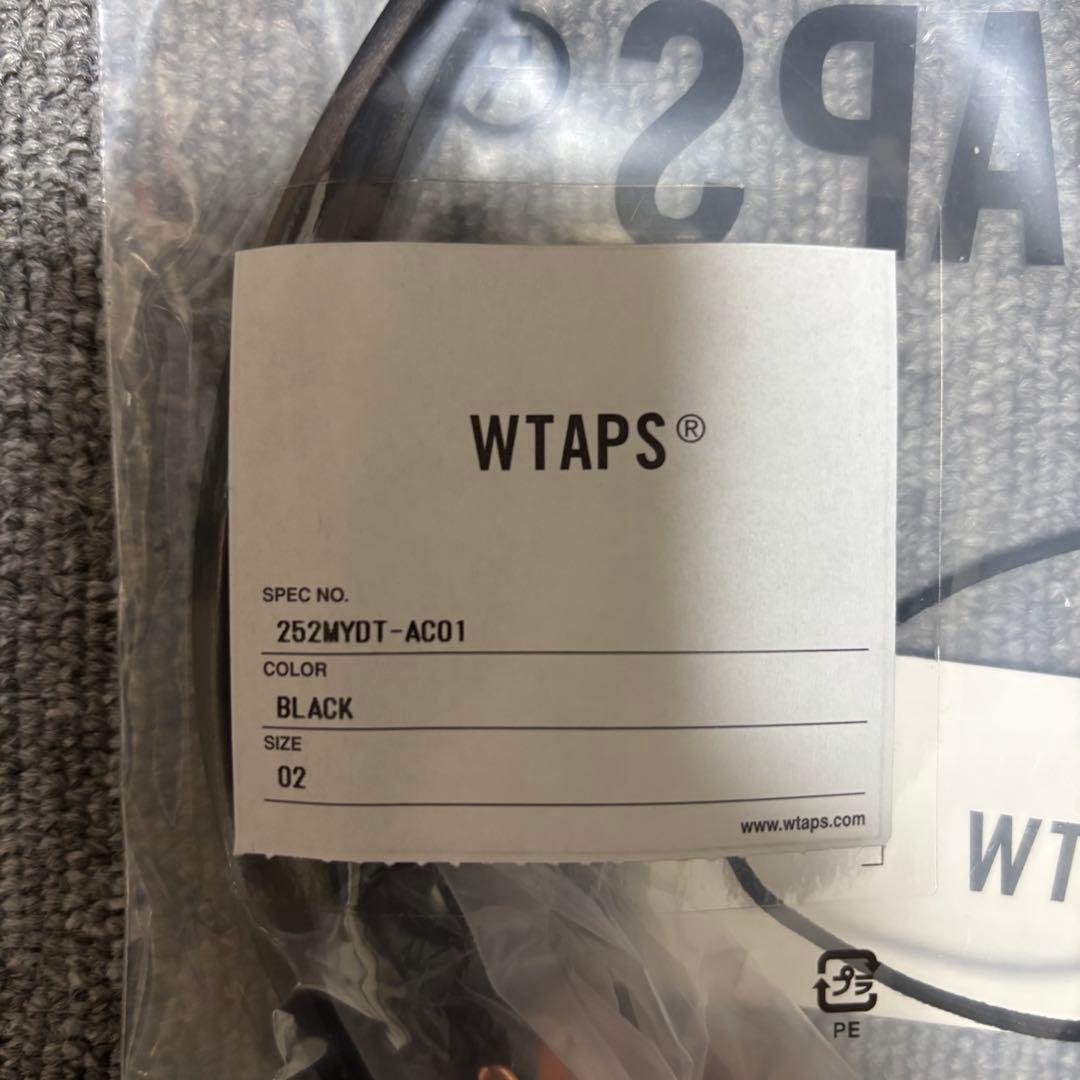 APS
WTAPS®
SPEC NO.
252MYDT-AC01
COLOR
BLACK
SIZE
02
www.wtaps.com
WT
プラ
PE